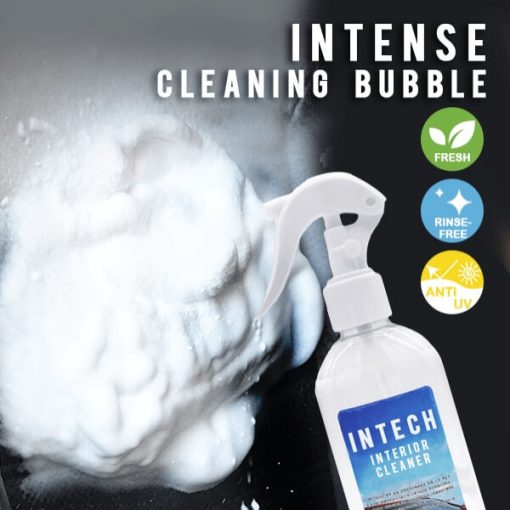 INTENSE
CLEANING BUBBLE
FRESH
RINSE-
FREE
ANTI
UV
INTECH
INTERIOR
CLEANER